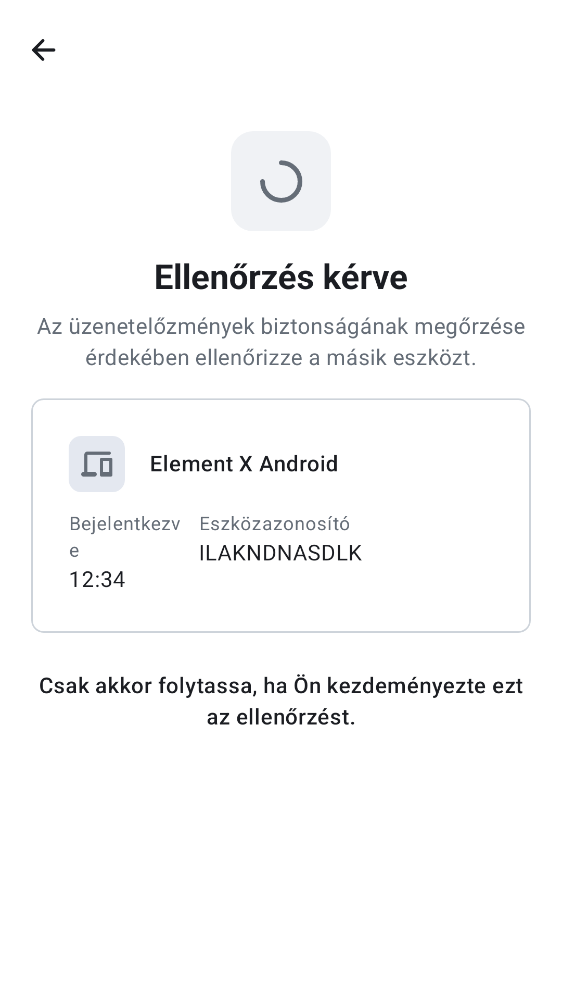 Ellenőrzés kérve
Az üzenetelőzmények biztonságának megőrzése
érdekében ellenőrizze a másik eszközt.
Element X Android
Bejelentkezv
e
12:34
Eszközazonosító
ILAKNDNASDLK
Csak akkor folytassa, ha Ön kezdeményezte ezt
az ellenőrzést.